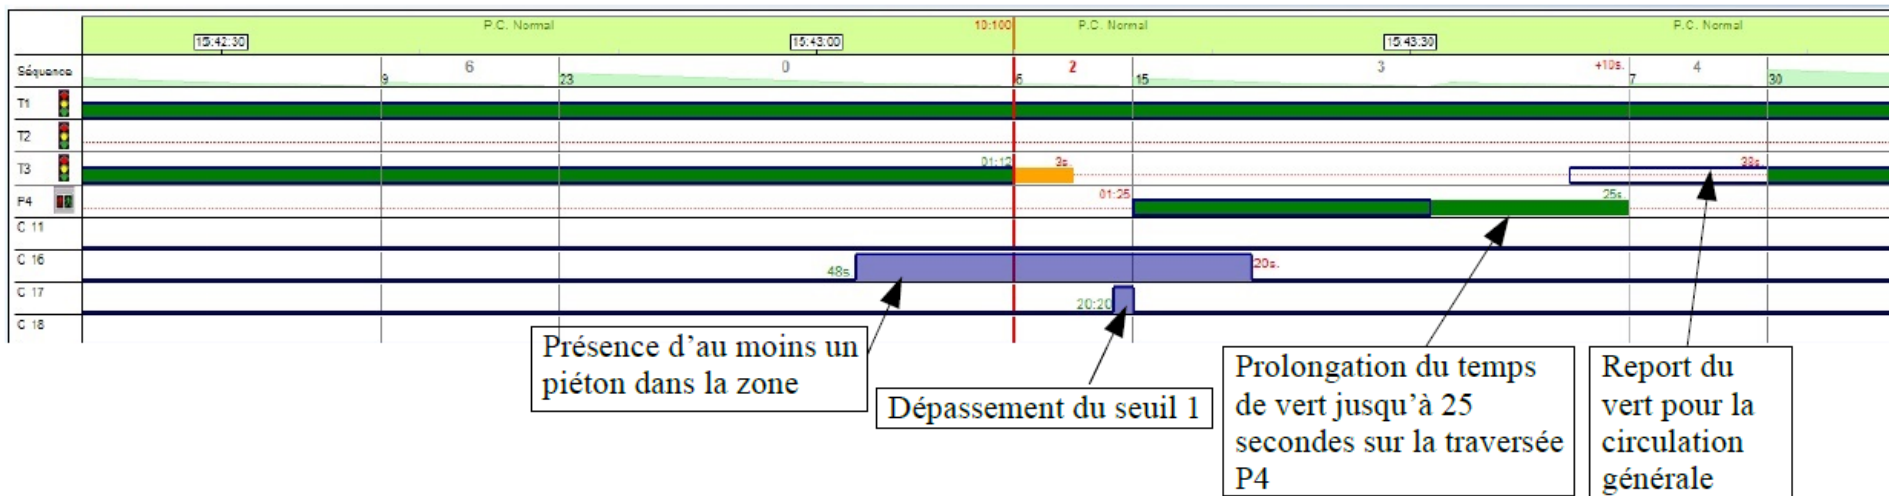 P.C. Normal 10:100 P.C. Normal P.C. Normal
15:42:30 15:43:00 15:43:30
Séquence 9 6 23 0 6 2 15 3 +10s. 7 4 30
T1
T2
T3 01:12 3s. 38s.
P4 01:25 25s.
C 11
C 16 48s 20s.
C 17 20:20
C 18
Présence d’au moins un
piéton dans la zone
Dépassement du seuil 1
Prolongation du temps
de vert jusqu’à 25
secondes sur la traversée
P4
Report du
vert pour la
circulation
générale